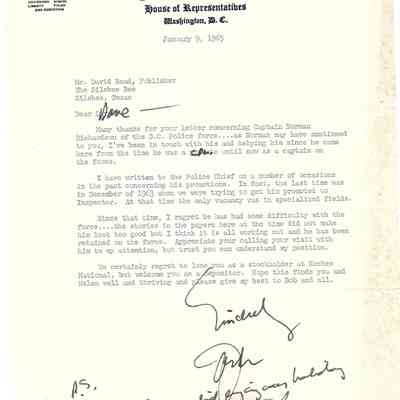 House of Representatives
Washington, D. C.
January 9, 1965
Mr. David Reed, Publisher
The Silsbee Bee
Silsbee, Texas
Dear Dave —
Many thanks for your letter concerning Captain Norman
Richardson of the D.C. Police force....as Norman may have mentioned
to you, I've been in touch with him and helping him since he came
here from the time he was a until now as a captain on
the force.
I have written to the Police Chief on a number of occasions
in the past concerning his promotions. In fact, the last time was
in December of 1963 when we were trying to get him promoted to
Inspector. At that time the only vacancy was in specialized fields.
Since that time, I regret he has had some difficulty with the
force....the stories in the papers here at the time did not make
him look too good but I think it is all working out and he has been
retained on the force. Appreciate your calling your visit with
him to my attention, but trust you can understand my position.
We certainly regret to lose you as a stockholder at
National, but welcome you as a depositor. Hope this finds you and
Helen well and thriving and please give my best to Bob and all.
Sincerely
P.S.